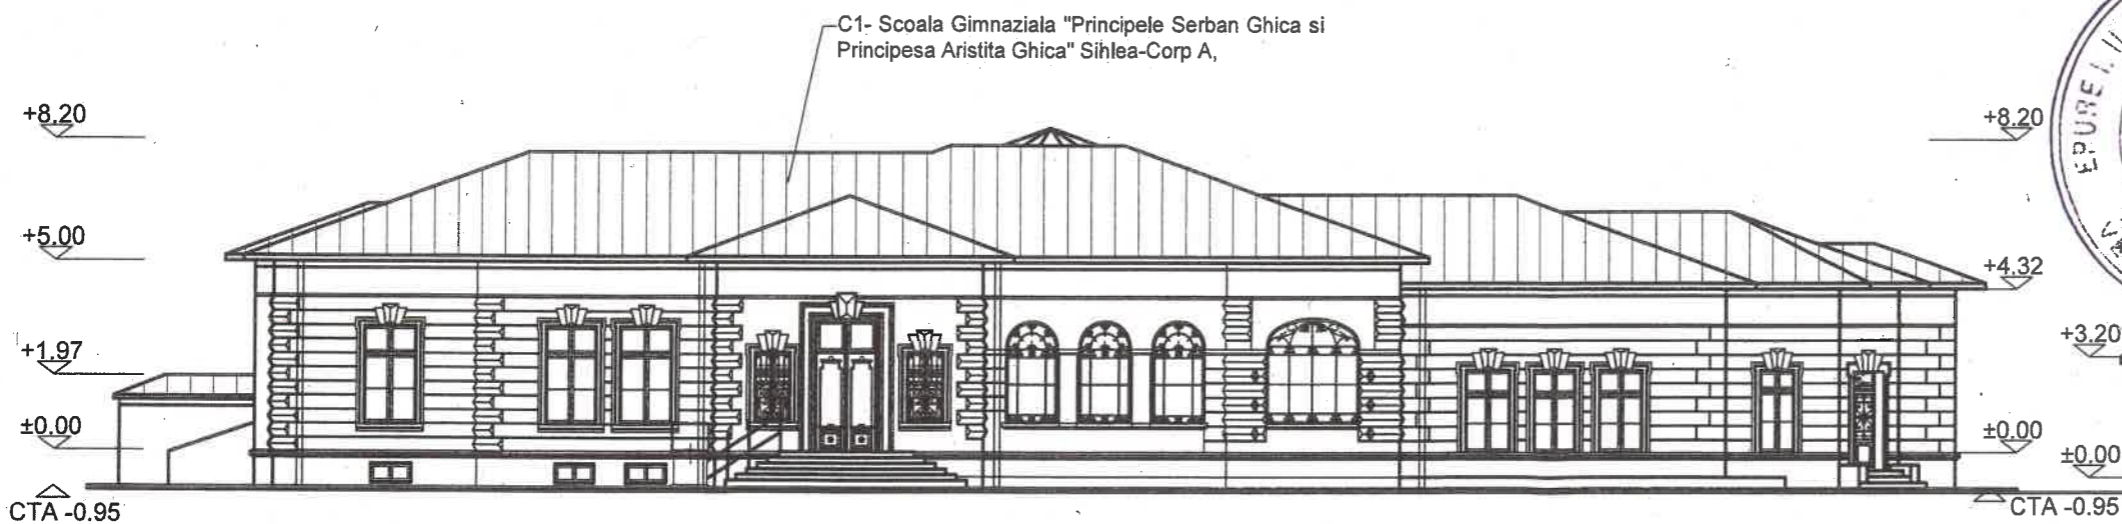 C1- Scoala Gimnaziala "Principele Serban Ghica si
Principesa Aristita Ghica" Sihlea-Corp A,
+8.20
+8.20
+5.00
+4.32
+1.97
+3.20
±0.00
±0.00
±0.00
CTA -0.95
CTA -0.95